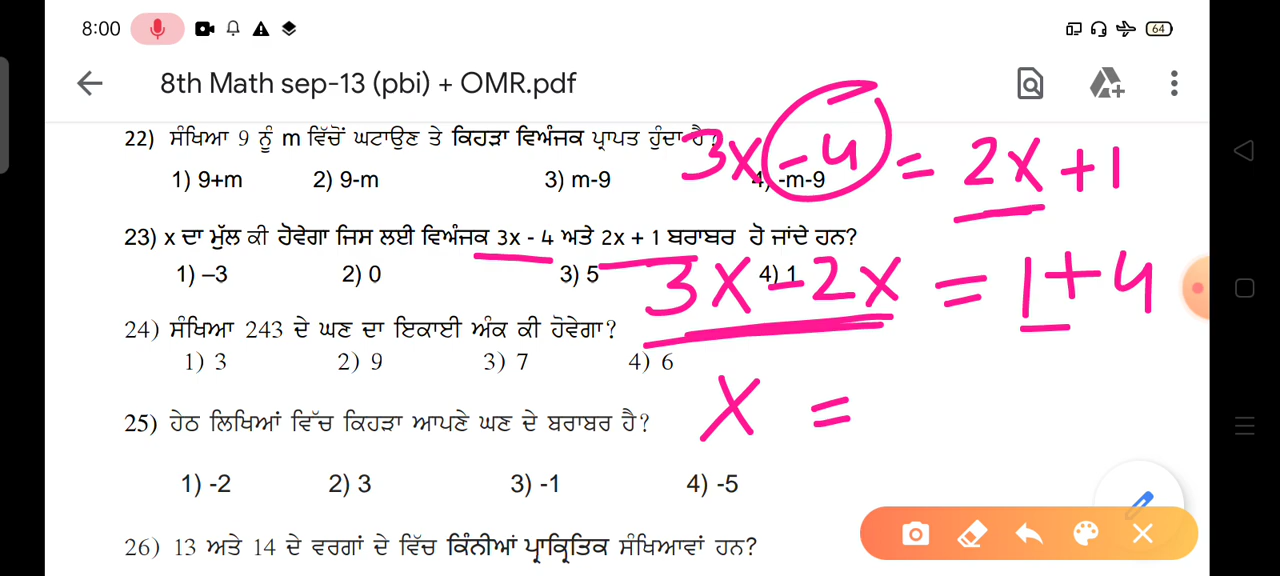 8:00 64
8th Math sep-13 (pbi) + OMR.pdf
22) ਸੰਖਿਆ 9 ਨੂੰ m ਵਿੱਚੋਂ ਘਟਾਉਣ ਤੇ ਕਿਹੜਾ ਵਿਅੰਜਕ ਪ੍ਰਾਪਤ ਹੁੰਦਾ ਹੈ?
3x - 4 = 2x + 1
1) 9+m 2) 9-m 3) m-9 4) -m-9
23) x ਦਾ ਮੁੱਲ ਕੀ ਹੋਵੇਗਾ ਜਿਸ ਲਈ ਵਿਅੰਜਕ 3x - 4 ਅਤੇ 2x + 1 ਬਰਾਬਰ ਹੋ ਜਾਂਦੇ ਹਨ?
1) –3 2) 0 3) 5 4) 1
3x - 2x = 1 + 4
24) ਸੰਖਿਆ 243 ਦੇ ਘਣ ਦਾ ਇਕਾਈ ਅੰਕ ਕੀ ਹੋਵੇਗਾ?
1) 3 2) 9 3) 7 4) 6
x =
25) ਹੇਠ ਲਿਖਿਆਂ ਵਿੱਚ ਕਿਹੜਾ ਆਪਣੇ ਘਣ ਦੇ ਬਰਾਬਰ ਹੈ?
1) -2 2) 3 3) -1 4) -5
26) 13 ਅਤੇ 14 ਦੇ ਵਰਗਾਂ ਦੇ ਵਿੱਚ ਕਿੰਨੀਆਂ ਪ੍ਰਾਕ੍ਰਿਤਿਕ ਸੰਖਿਆਵਾਂ ਹਨ?